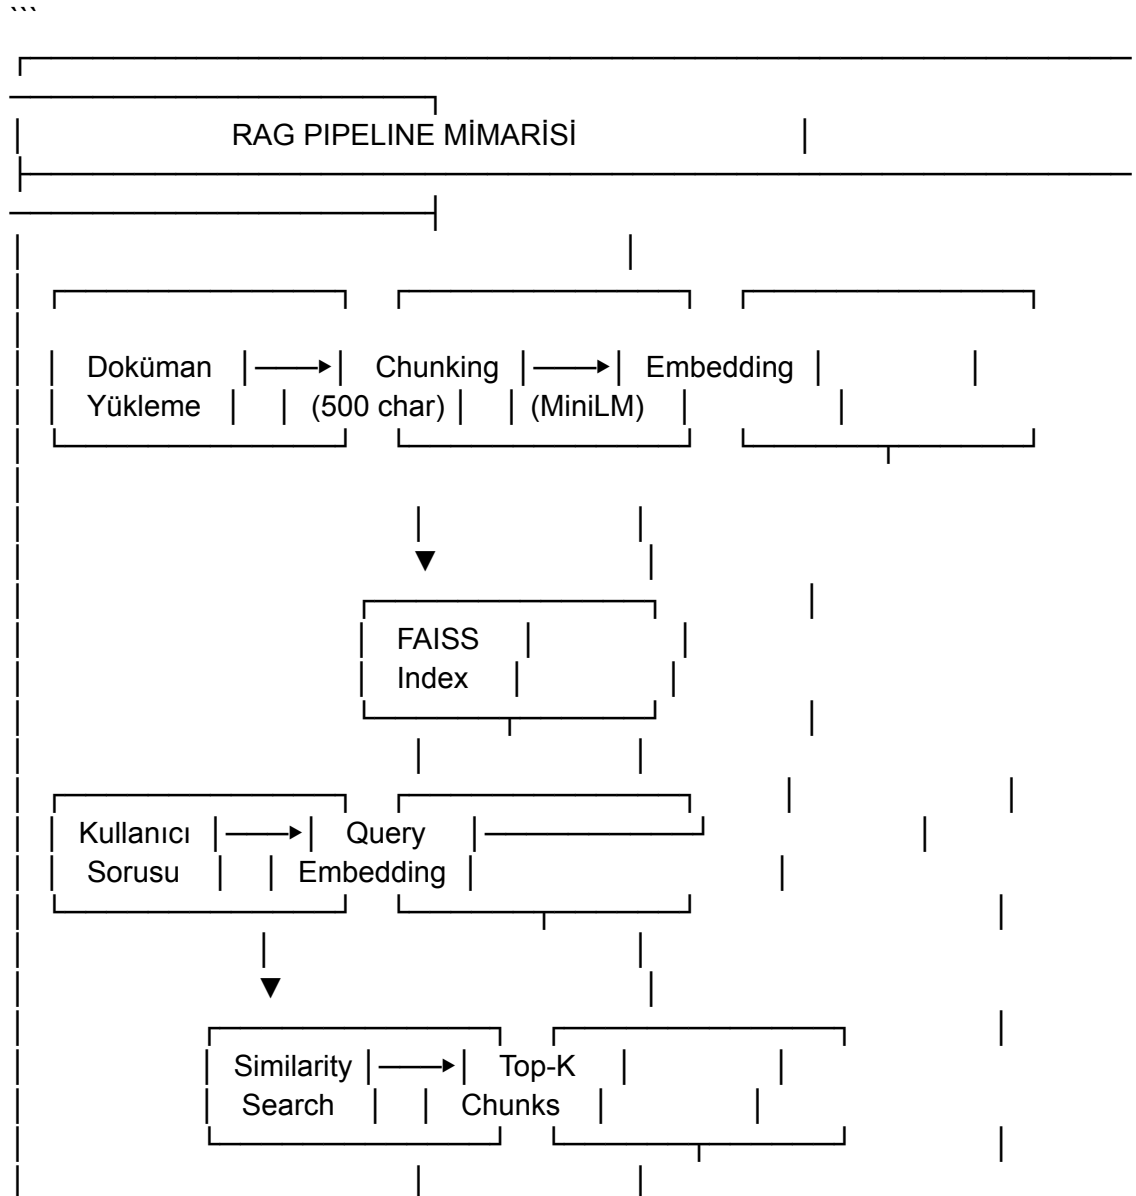 ```
RAG PIPELINE MİMARİSİ
Doküman Chunking Embedding
Yükleme (500 char) (MiniLM)
FAISS
Index
Kullanıcı Query
Sorusu Embedding
Similarity Top-K
Search Chunks